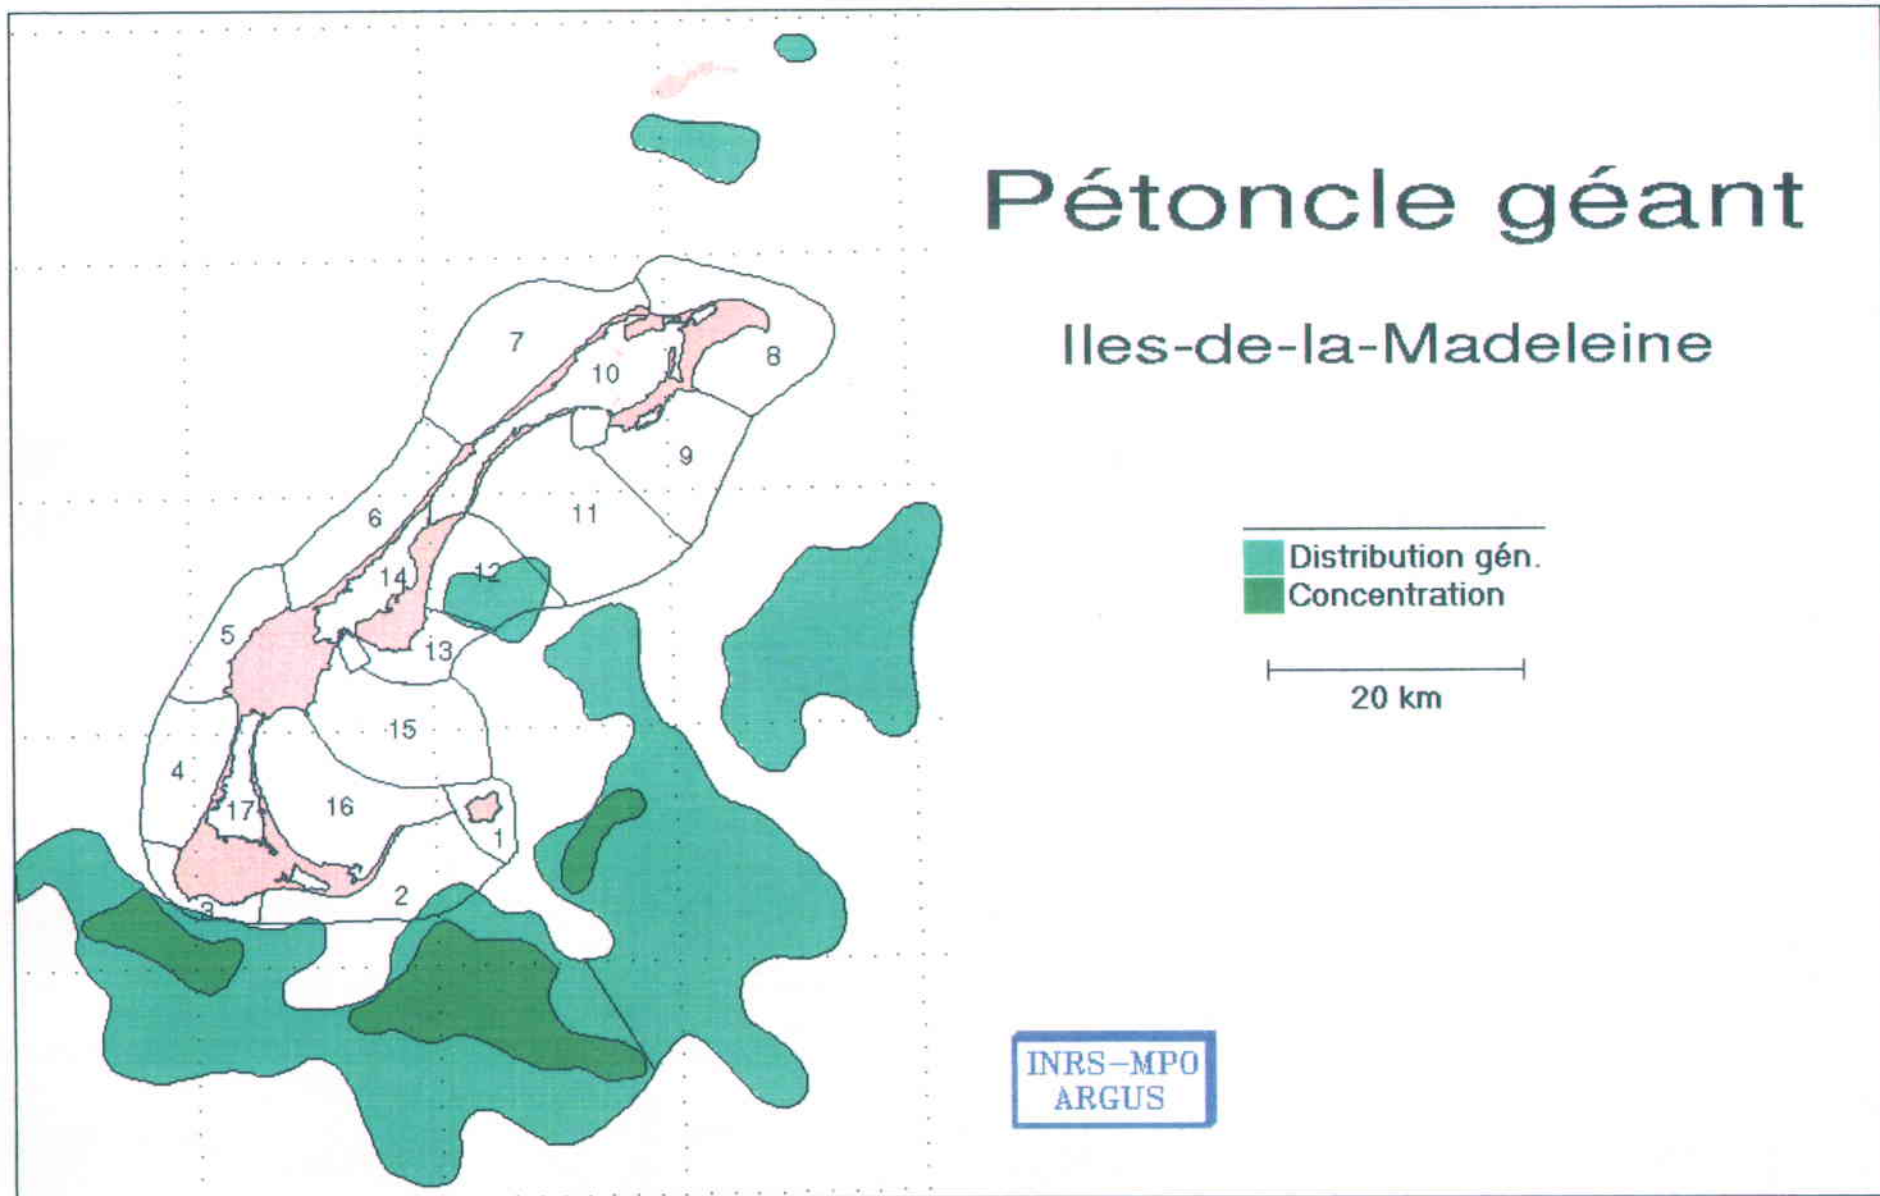 Pétoncle géant
Iles-de-la-Madeleine
Distribution gén.
Concentration
20 km
INRS-MPO
ARGUS
7
8
10
9
6
11
14
12
5
13
15
4
17
16
1
2
3